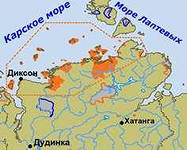 Карское море
Море Лаптевых
Диксон
Хатанга
Дудинка